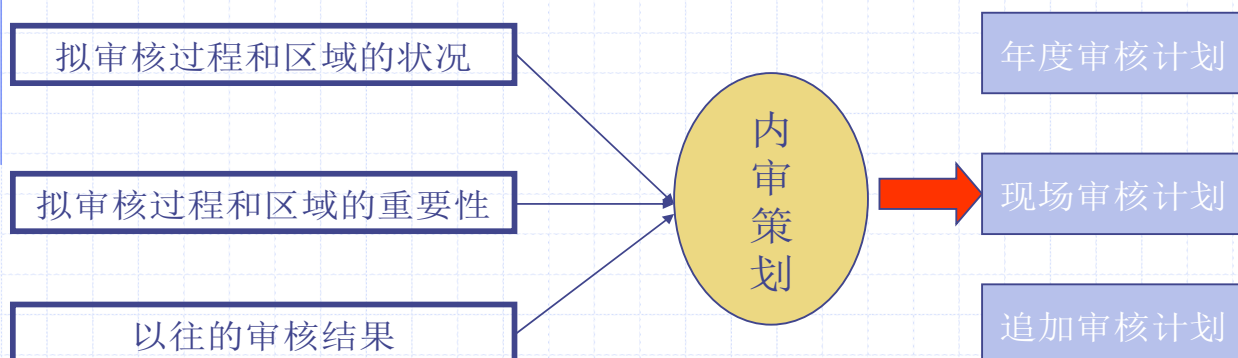 拟审核过程和区域的状况
年度审核计划
内审策划
拟审核过程和区域的重要性
现场审核计划
以往的审核结果
追加审核计划